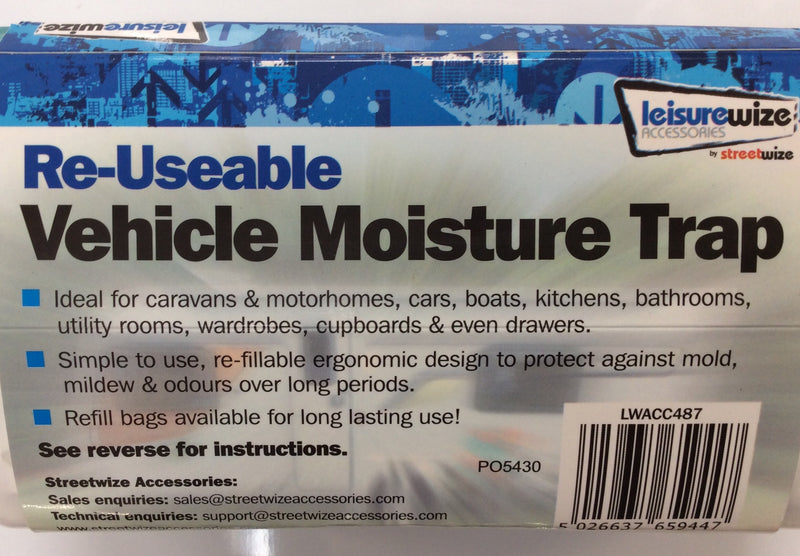 leisurewize
leisurewize
ACCESSORIES
by streetwize
Re-Useable
Vehicle Moisture Trap
Ideal for caravans & motorhomes, cars, boats, kitchens, bathrooms,
utility rooms, wardrobes, cupboards & even drawers.
Simple to use, re-fillable ergonomic design to protect against mold,
mildew & odours over long periods.
Refill bags available for long lasting use!
See reverse for instructions.
LWACC487
PO5430
Streetwize Accessories:
Sales enquiries: sales@streetwizeaccessories.com
Technical enquiries: support@streetwizeaccessories.com
www.streetwizeaccessories.com
5 026637 659447